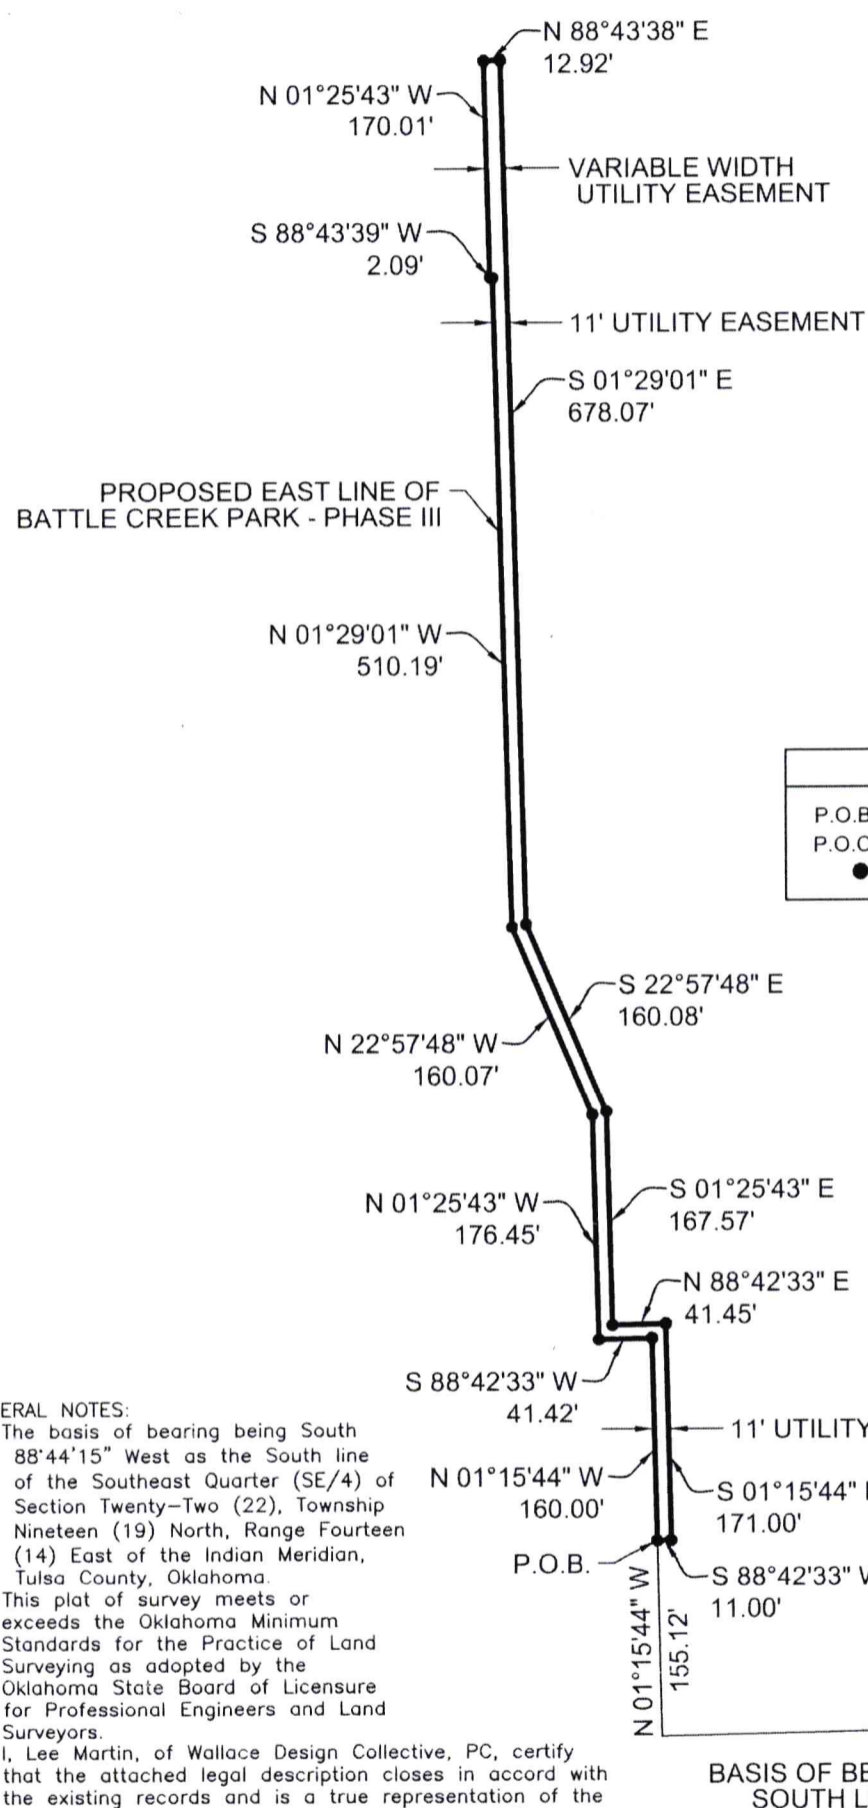 N 88°43'38" E
12.92'
N 01°25'43" W
170.01'
VARIABLE WIDTH
UTILITY EASEMENT
S 88°43'39" W
2.09'
11' UTILITY EASEMENT
S 01°29'01" E
678.07'
PROPOSED EAST LINE OF
BATTLE CREEK PARK - PHASE III
N 01°29'01" W
510.19'
P.O.B
P.O.C
S 22°57'48" E
160.08'
N 22°57'48" W
160.07'
S 01°25'43" E
167.57'
N 01°25'43" W
176.45'
N 88°42'33" E
41.45'
S 88°42'33" W
41.42'
11' UTILITY
N 01°15'44" W
160.00'
S 01°15'44"
171.00'
P.O.B.
S 88°42'33" W
11.00'
N 01°15'44" W
155.12'
ERAL NOTES:
The basis of bearing being South
88°44'15" West as the South line
of the Southeast Quarter (SE/4) of
Section Twenty-Two (22), Township
Nineteen (19) North, Range Fourteen
(14) East of the Indian Meridian,
Tulsa County, Oklahoma.
This plat of survey meets or
exceeds the Oklahoma Minimum
Standards for the Practice of Land
Surveying as adopted by the
Oklahoma State Board of Licensure
for Professional Engineers and Land
Surveyors.
I, Lee Martin, of Wallace Design Collective, PC, certify
that the attached legal description closes in accord with
the existing records and is a true representation of the
BASIS OF BE
SOUTH L